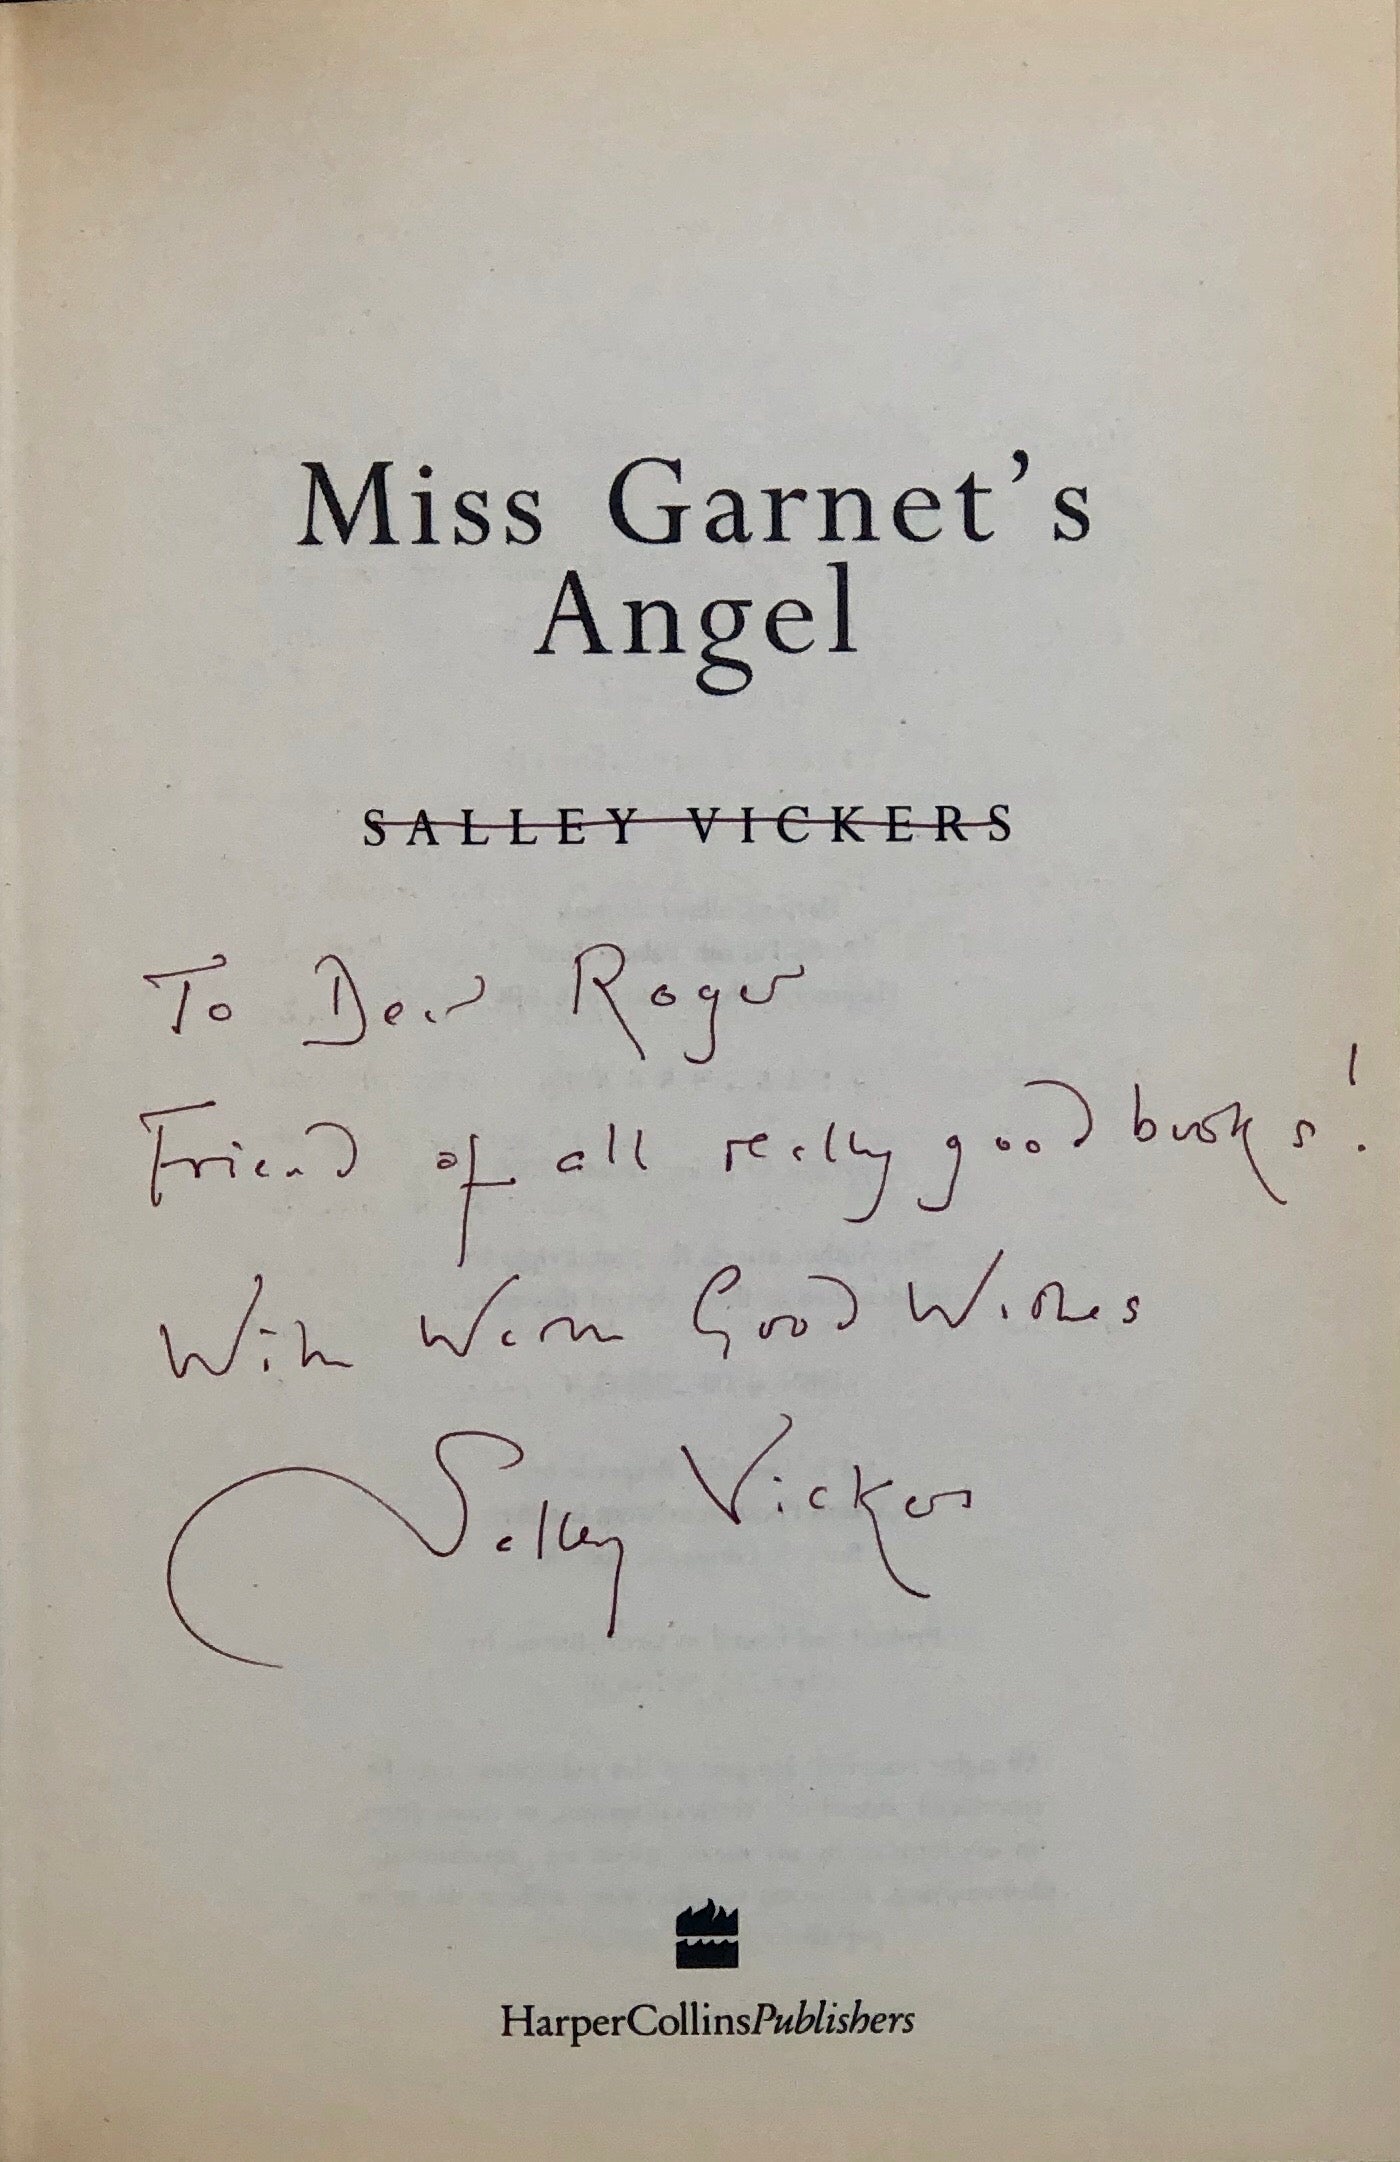 Miss Garnet's
Angel
SALLEY VICKERS
To Dear Roger
Friend of all really good books!
With Warm Good Wishes
Salley Vickers
HarperCollinsPublishers